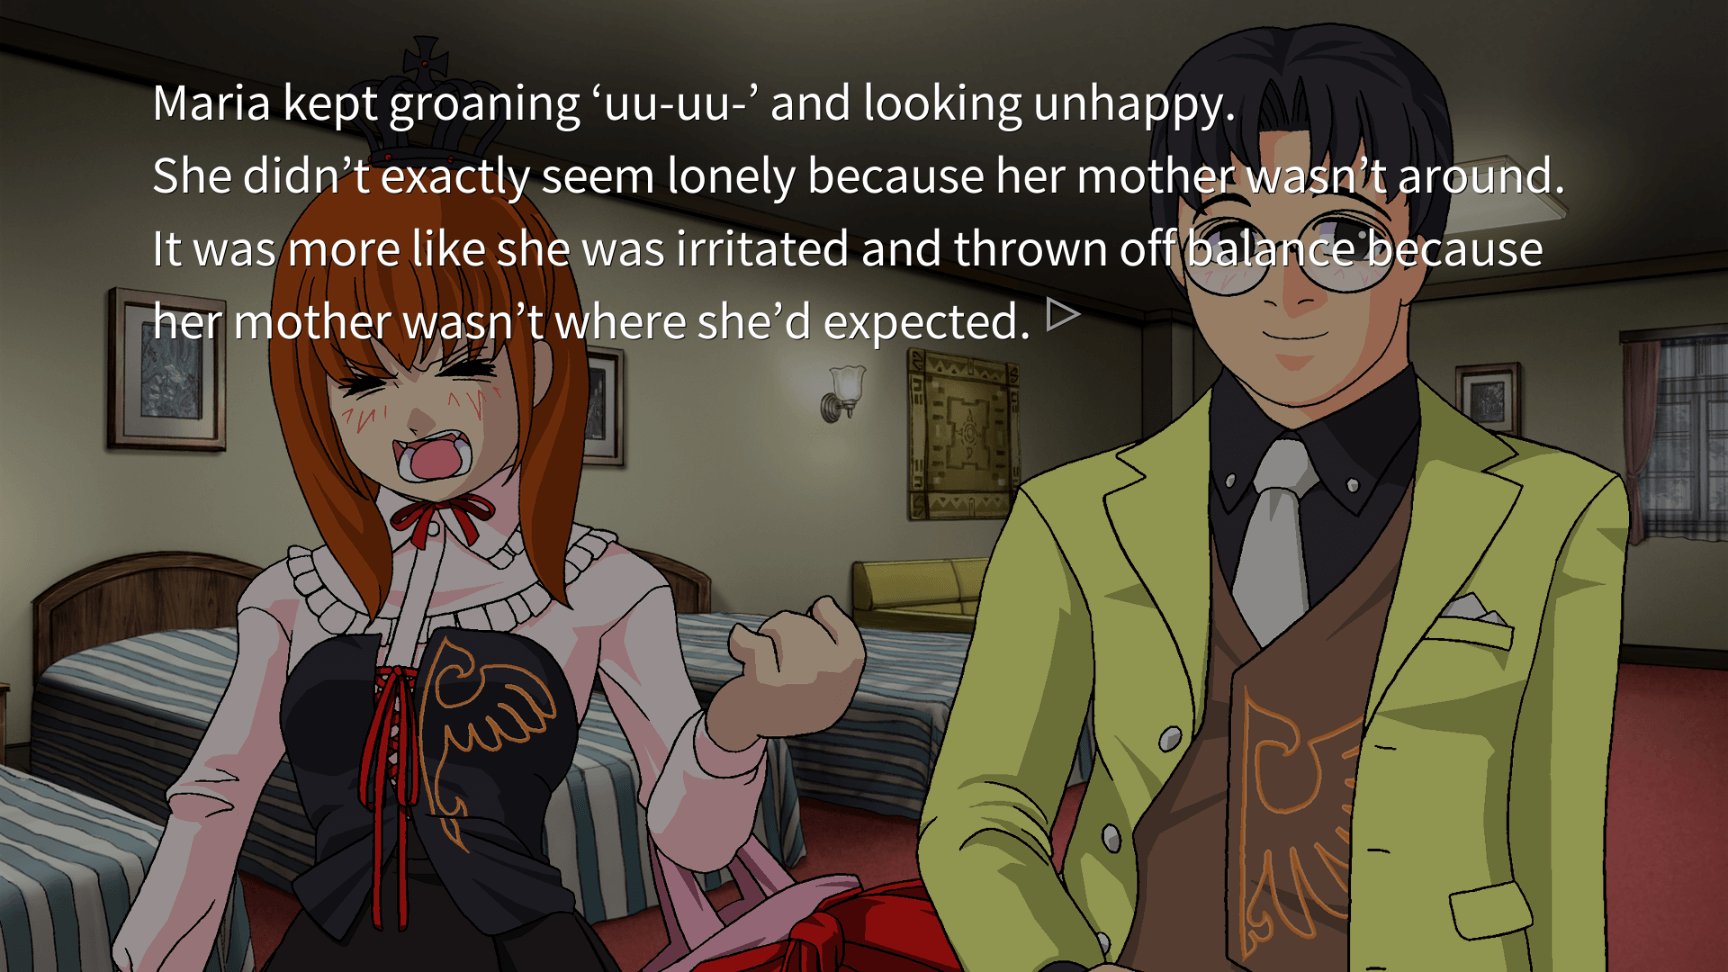 Maria kept groaning ‘uu-uu-’ and looking unhappy.
She didn’t exactly seem lonely because her mother wasn’t around.
It was more like she was irritated and thrown off balance because
her mother wasn’t where she’d expected.